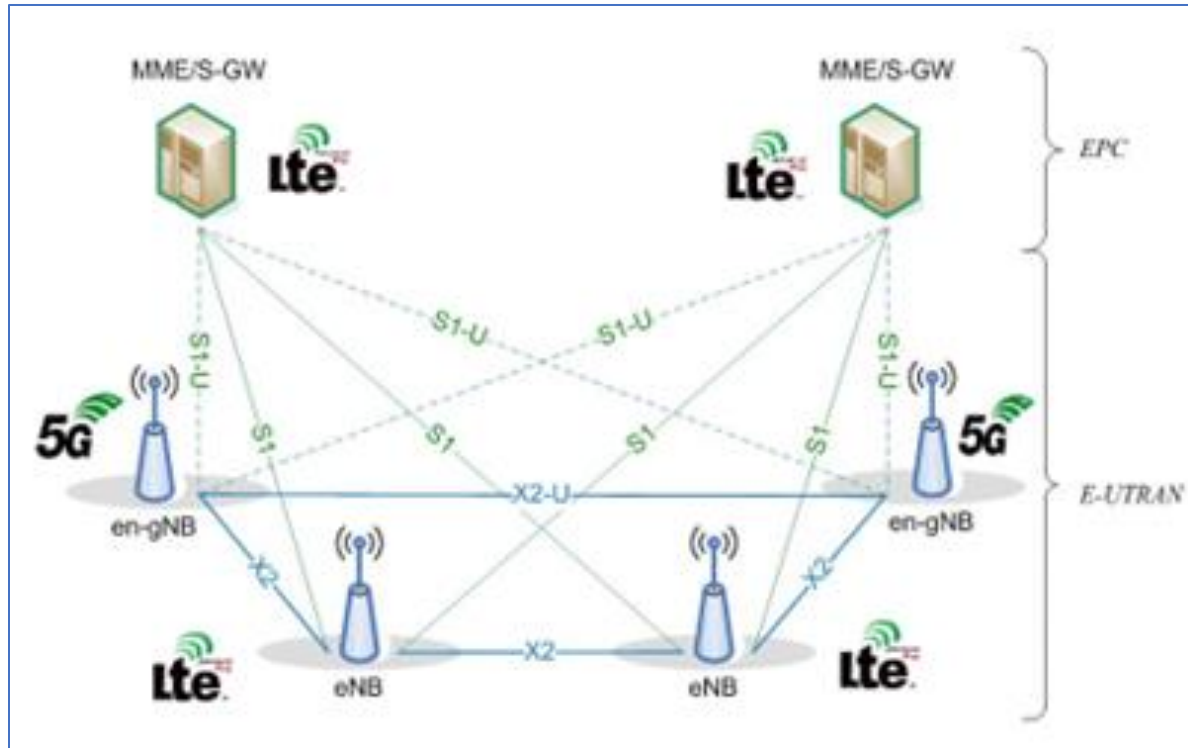 MME/S-GW
MME/S-GW
lte
lte
EPC
S1-U
S1-U
S1-U
S1-U
5G
5G
S1
S1
S1
S1
X2-U
en-gNB
en-gNB
E-UTRAN
X2
X2
X2
lte
lte
eNB
eNB